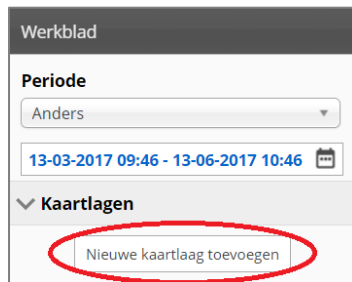 Werkblad
Periode
Anders
13-03-2017 09:46 - 13-06-2017 10:46
Kaartlagen
Nieuwe kaartlaag toevoegen